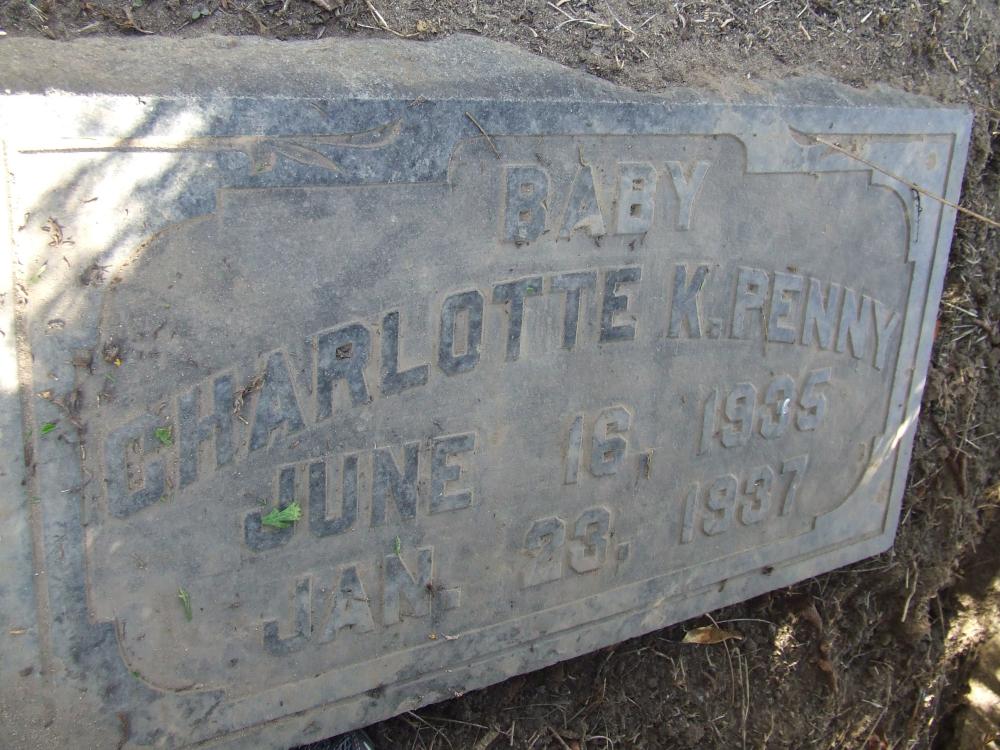 BABY
CHARLOTTE K. PENNY
JUNE 16, 1935
JAN. 23, 1937